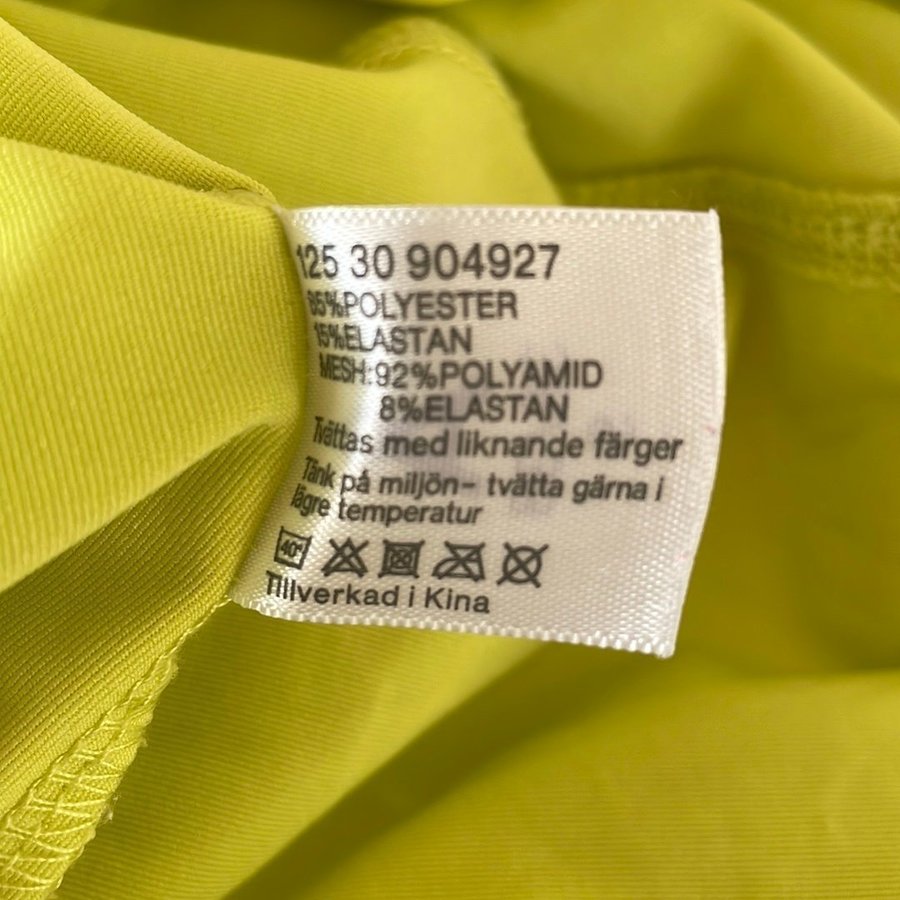 125 30 904927
85%POLYESTER
15%ELASTAN
MESH:92%POLYAMID
8%ELASTAN
Tvättas med liknande färger
Tänk på miljön- tvätta gärna i
lägre temperatur
40°
Tillverkad i Kina